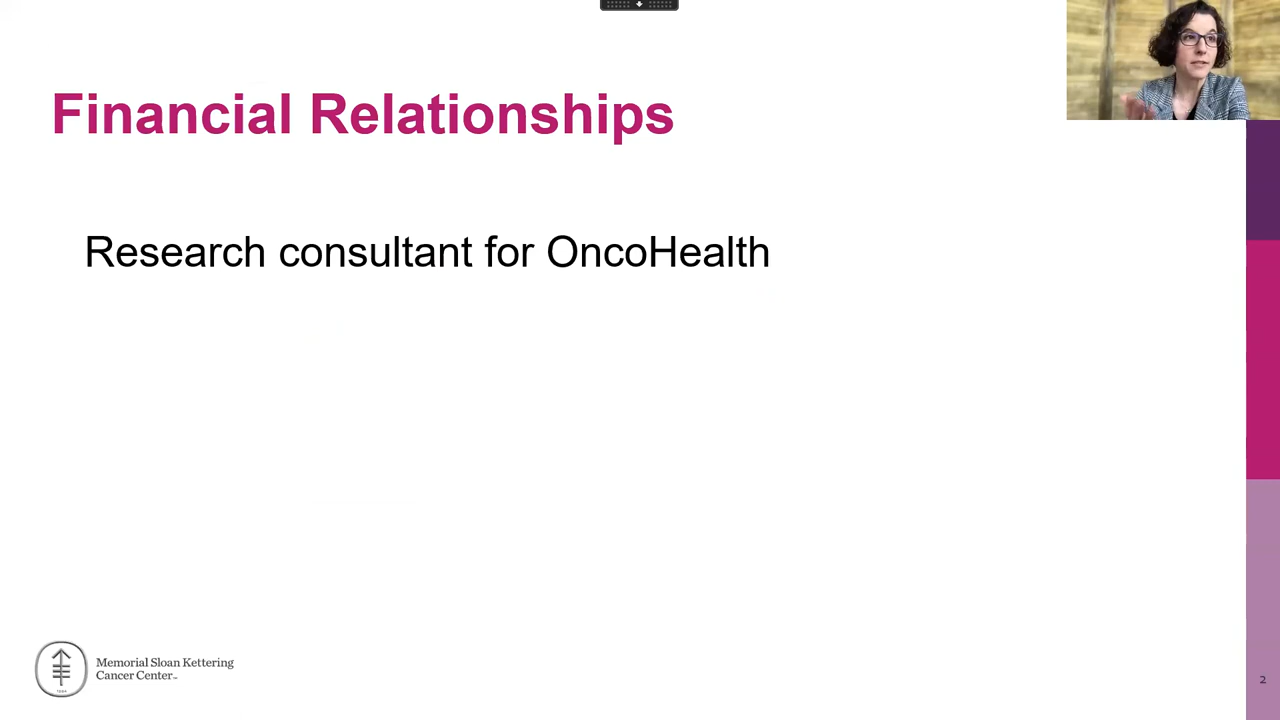 Financial Relationships
Research consultant for OncoHealth
Memorial Sloan Kettering
Cancer Center
2